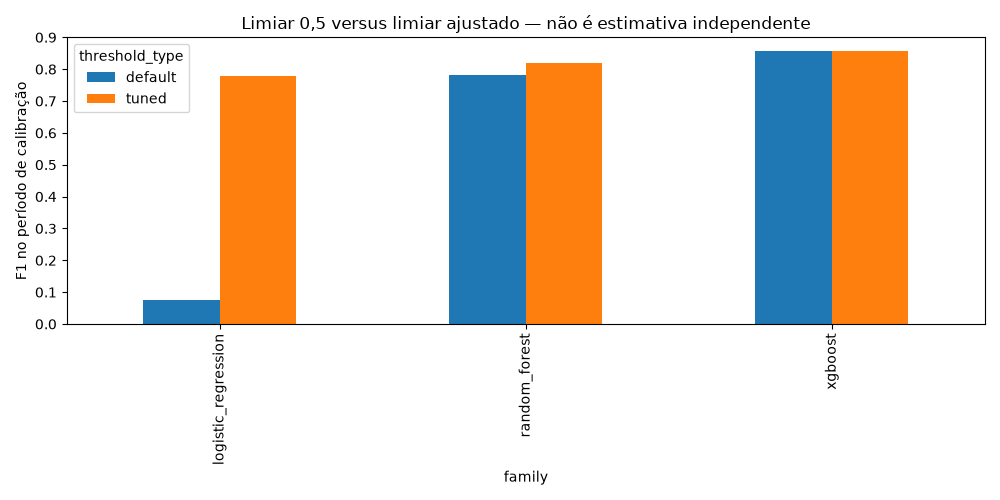 Limiar 0,5 versus limiar ajustado — não é estimativa independente
threshold_type
default
tuned
F1 no período de calibração
0.9
0.8
0.7
0.6
0.5
0.4
0.3
0.2
0.1
0.0
logistic_regression
random_forest
xgboost
family